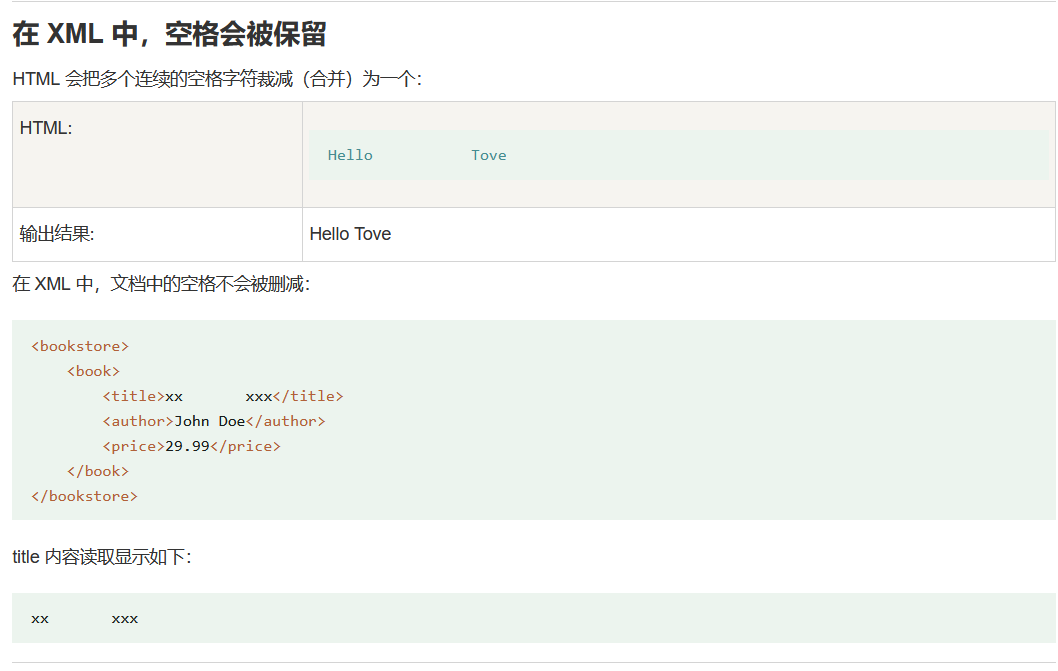 在 XML 中，空格会被保留
HTML 会把多个连续的空格字符裁减（合并）为一个：
HTML:
Hello           Tove
输出结果:
Hello Tove
在 XML 中，文档中的空格不会被删减：
<bookstore>
    <book>
        <title>xx       xxx</title>
        <author>John Doe</author>
        <price>29.99</price>
    </book>
</bookstore>
title 内容读取显示如下：
xx       xxx